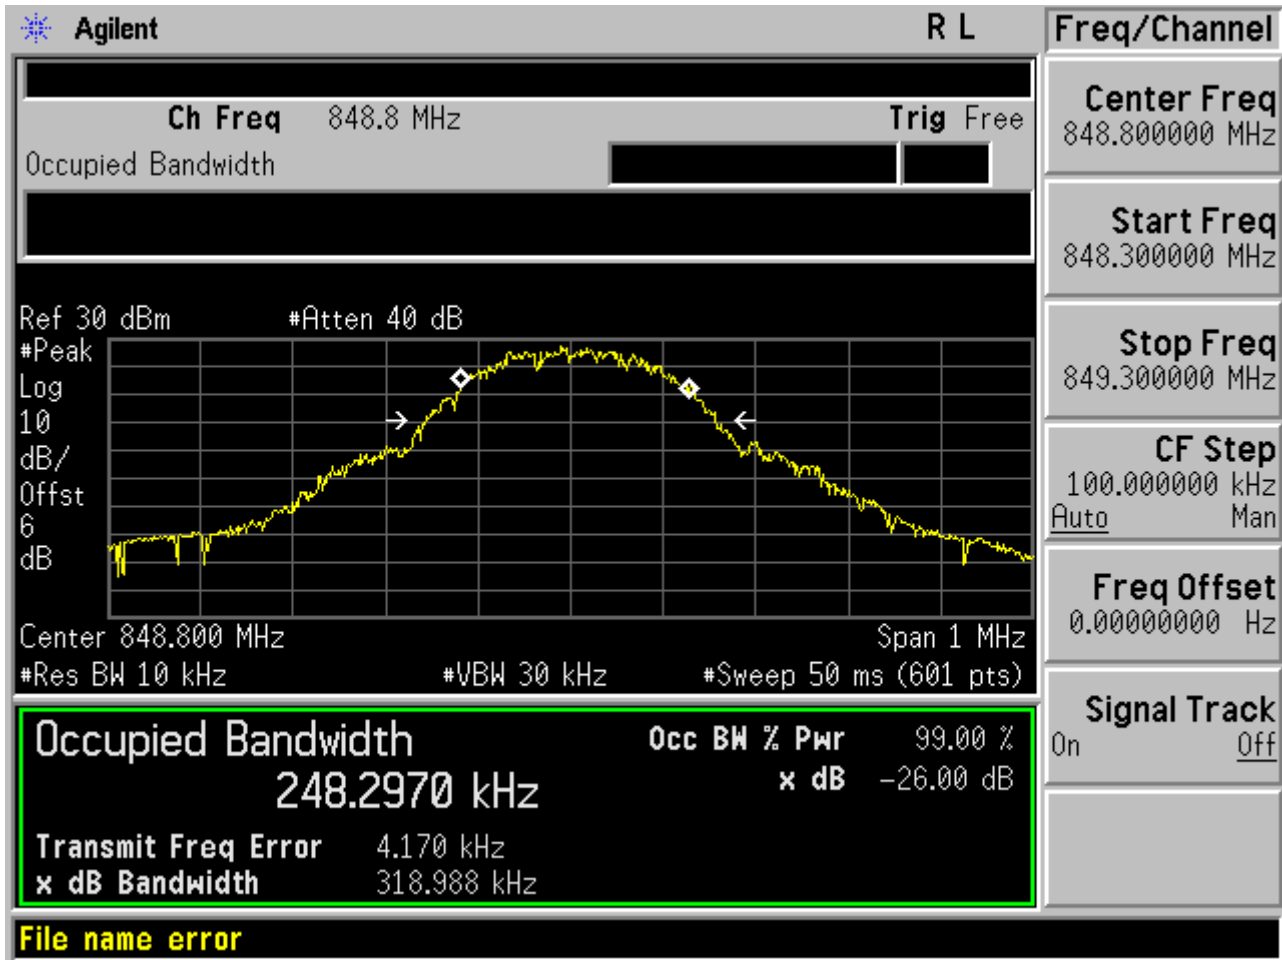 Agilent R L Freq/Channel
Ch Freq 848.8 MHz Trig Free
Occupied Bandwidth
Center Freq
848.800000 MHz
Start Freq
848.300000 MHz
Stop Freq
849.300000 MHz
CF Step
100.000000 kHz
Auto Man
Freq Offset
0.00000000 Hz
Signal Track
On Off
Ref 30 dBm #Atten 40 dB
#Peak
Log
10
dB/
Offst
6
dB
Center 848.800 MHz Span 1 MHz
#Res BW 10 kHz #VBW 30 kHz #Sweep 50 ms (601 pts)
Occupied Bandwidth Occ BW % Pwr 99.00 %
248.2970 kHz x dB -26.00 dB
Transmit Freq Error 4.170 kHz
x dB Bandwidth 318.988 kHz
File name error